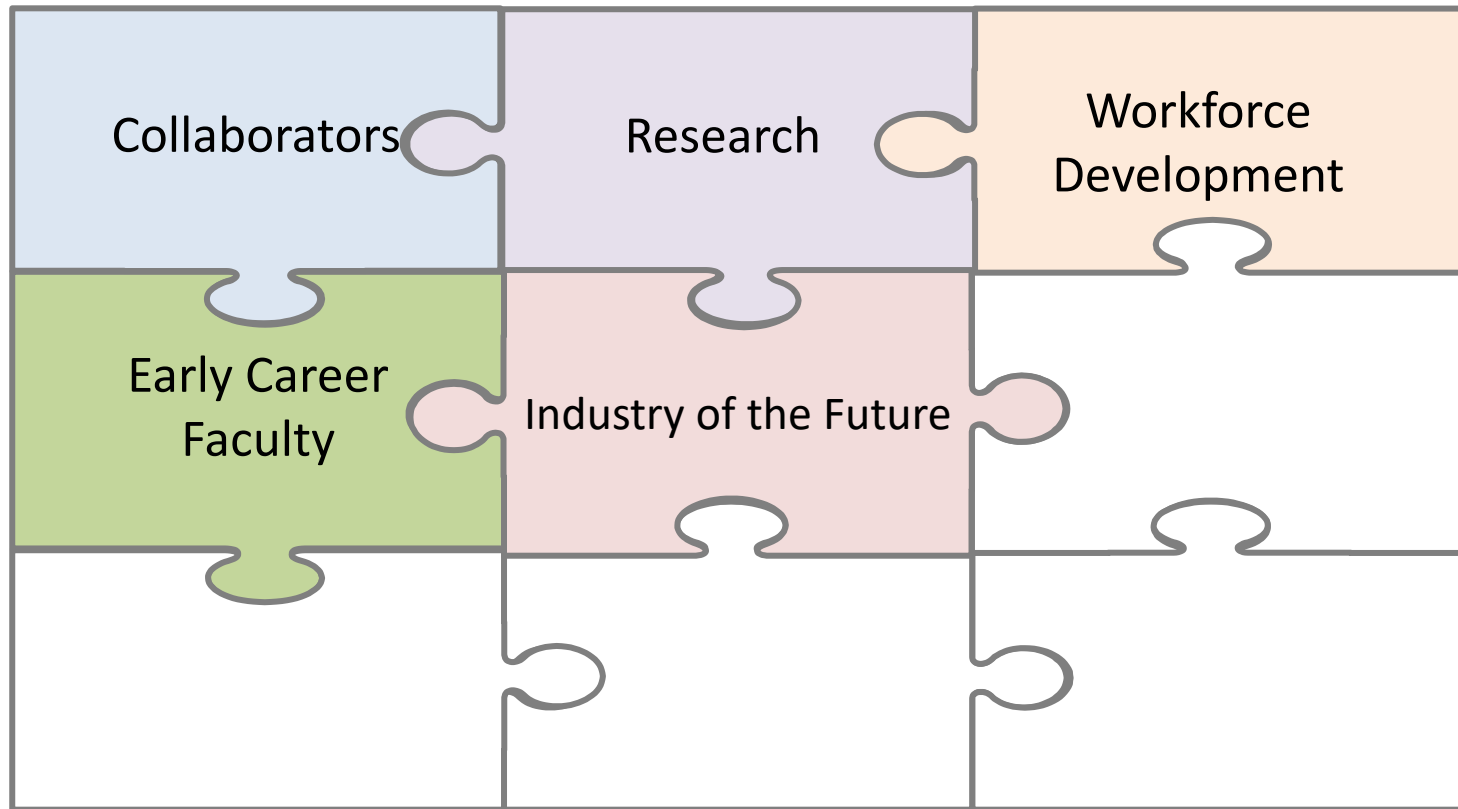 Collaborators
Research
Workforce
Development
Early Career
Faculty
Industry of the Future